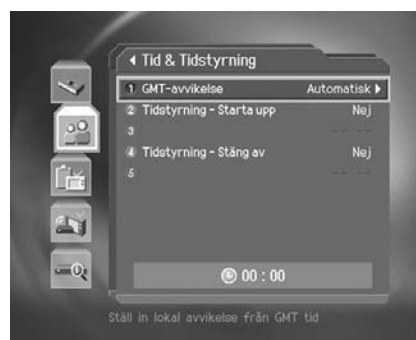 Tid & Tidstyrning
1 GMT-avvikelse Automatisk
2 Tidstyrning - Starta upp Nej
3 -- -- --
4 Tidstyrning - Stäng av Nej
5 -- -- --
00 : 00
Ställ in lokal avvikelse från GMT tid